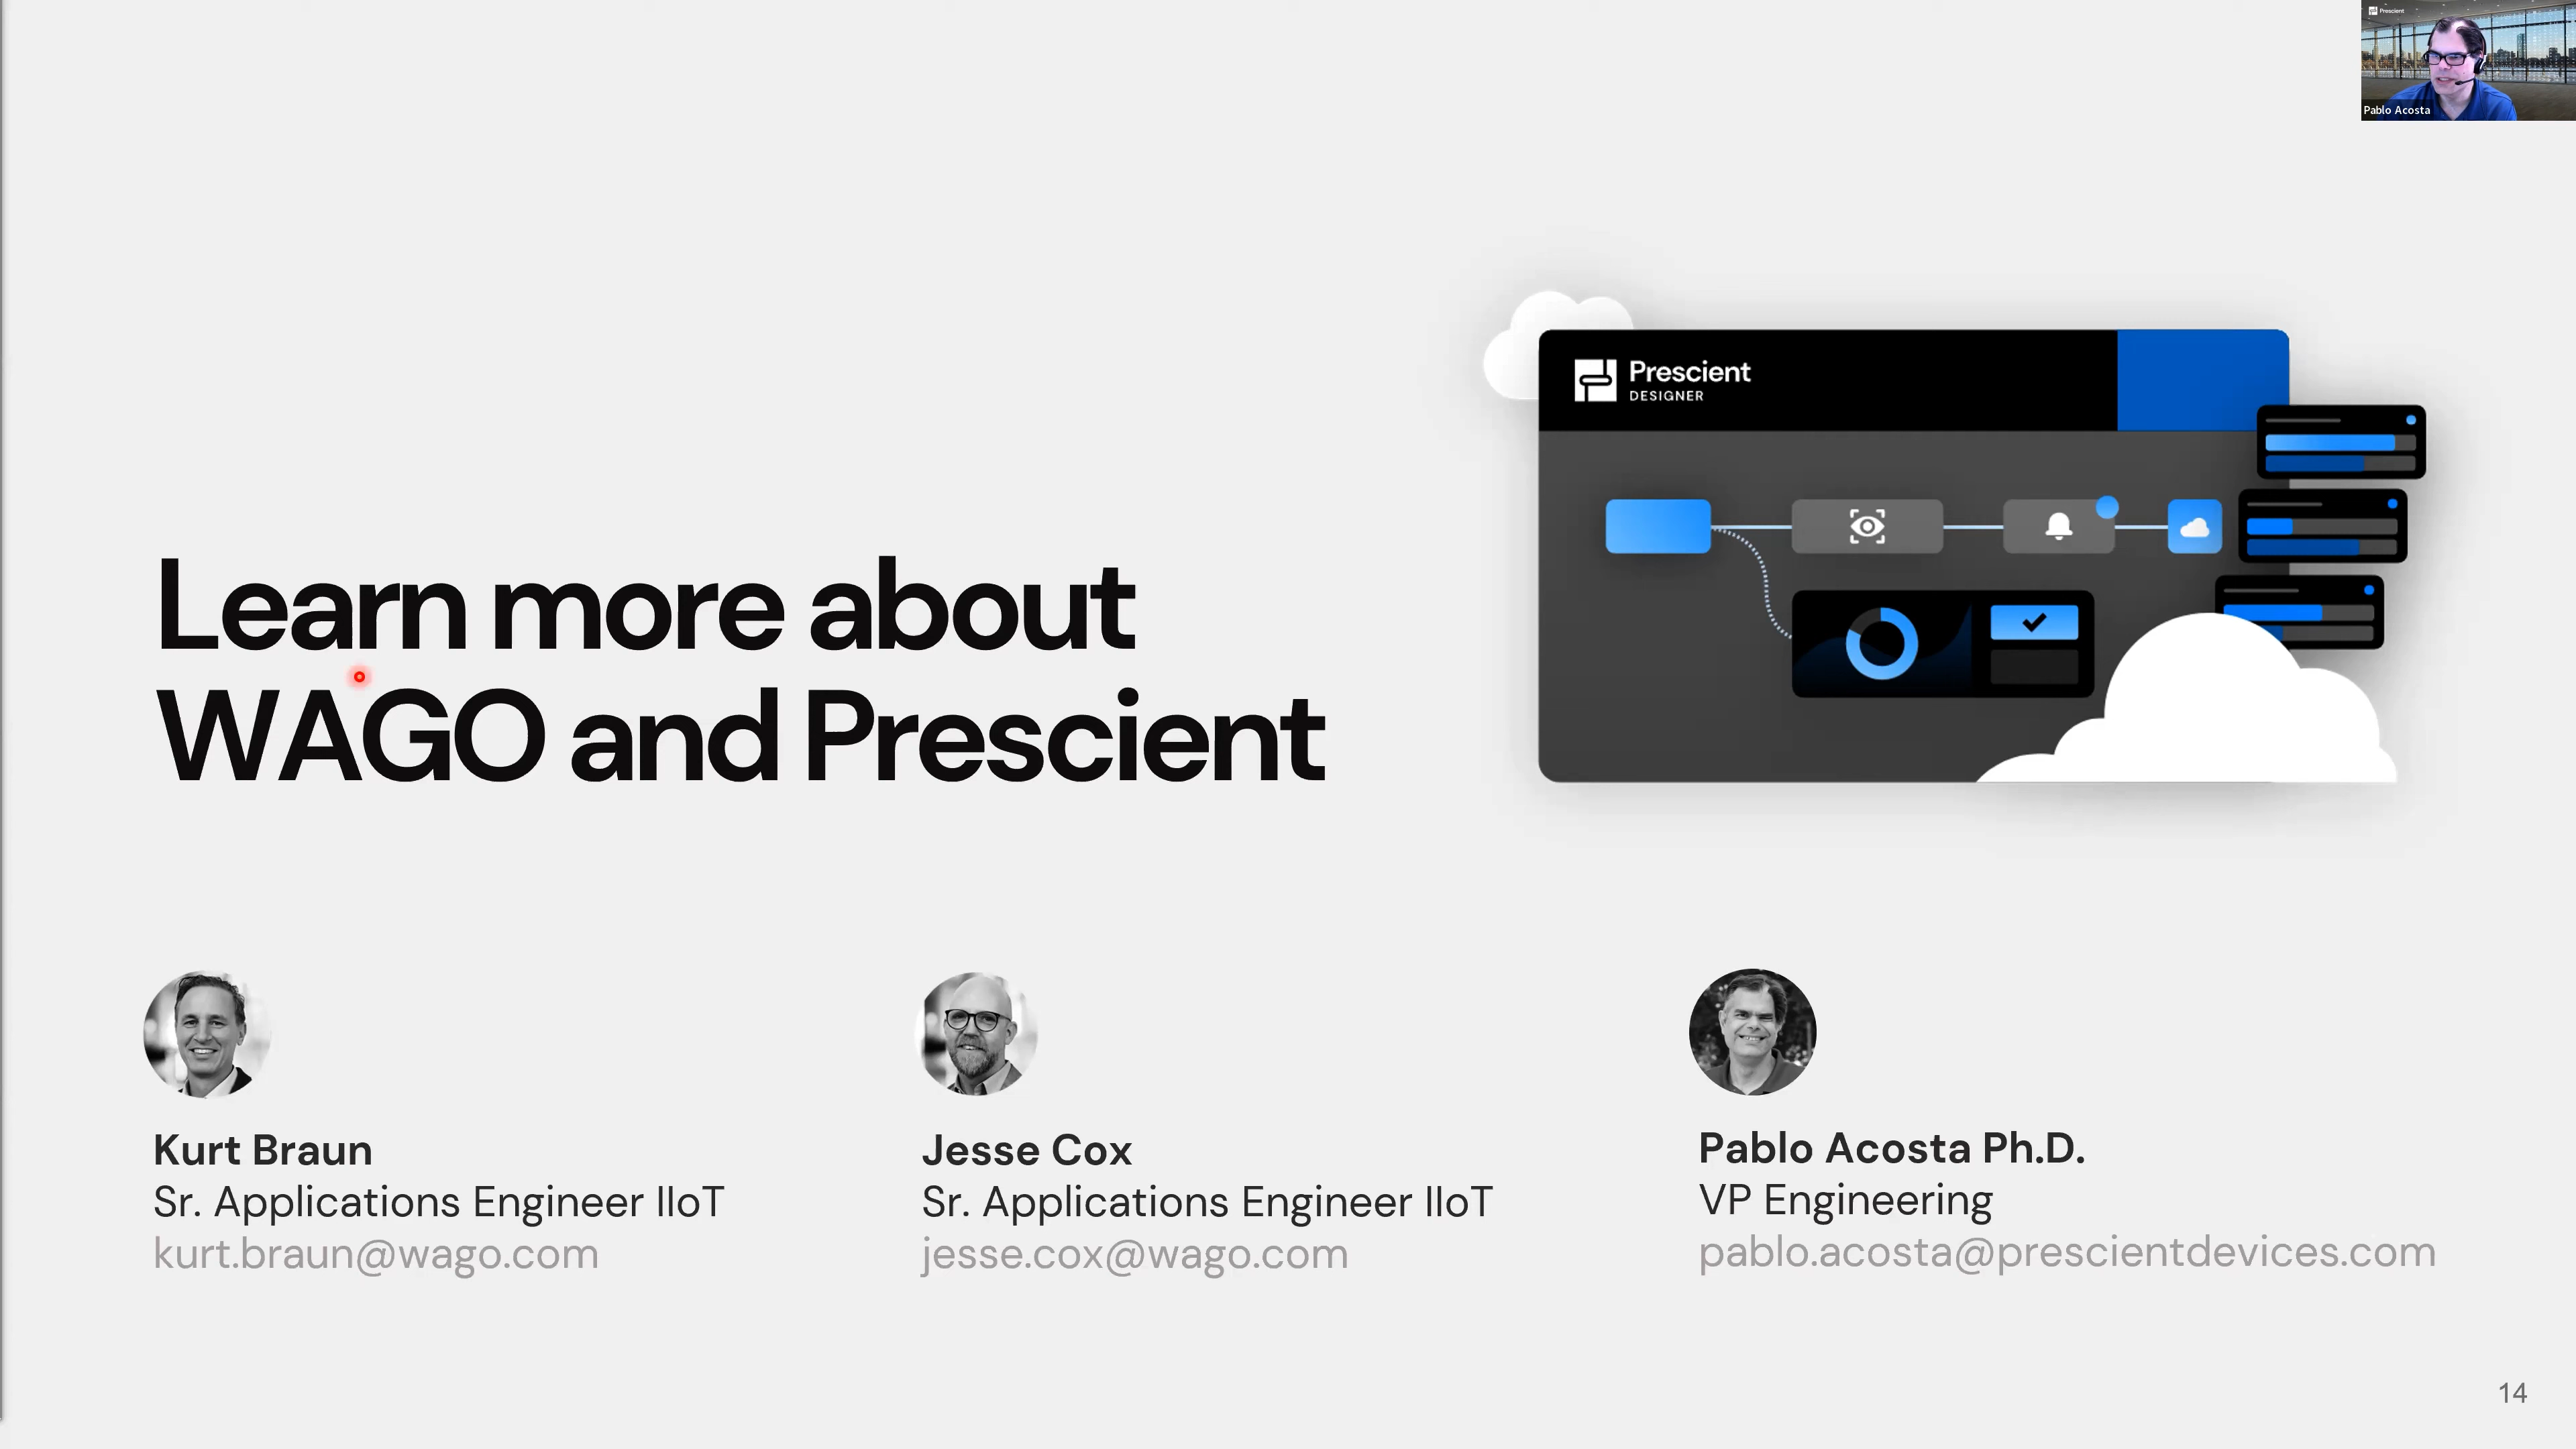 Prescient
Pablo Acosta
Prescient
DESIGNER
Learn more about
WAGO and Prescient
Kurt Braun
Sr. Applications Engineer IIoT
kurt.braun@wago.com
Jesse Cox
Sr. Applications Engineer IIoT
jesse.cox@wago.com
Pablo Acosta Ph.D.
VP Engineering
pablo.acosta@prescientdevices.com
14